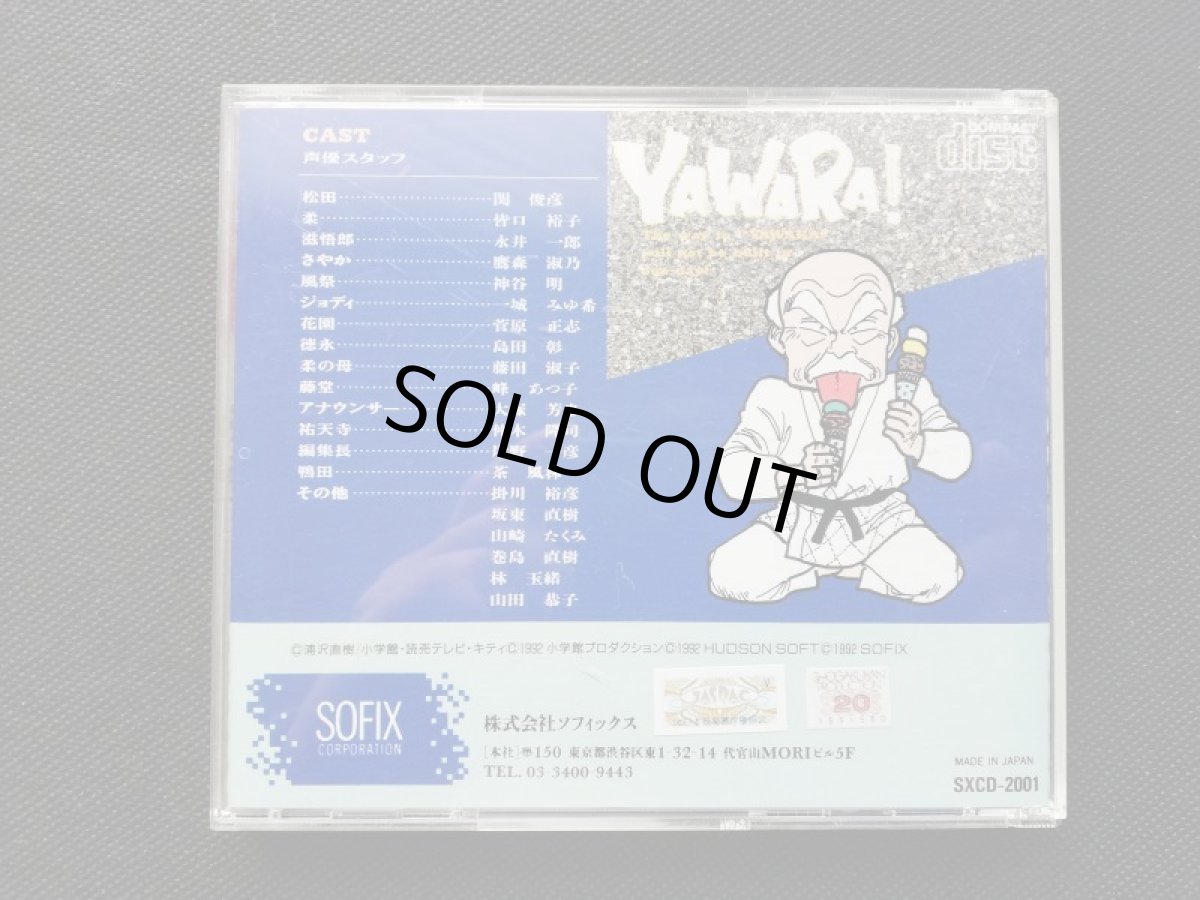 CAST
声優スタッフ
松田 関 俊彦
柔 皆口 裕子
滋悟郎 永井 一郎
さやか 鷹森 淑乃
風祭 神谷 明
ジョディ 一城 みゆ希
花園 菅原 正志
徳永 島田 彰
柔の母 藤田 淑子
藤堂 峰 あつ子
アナウンサー
祐天寺
編集長
鴨田 茶 風林
その他 掛川 裕彦
坂東 直樹
山崎 たくみ
巻島 直樹
林 玉緒
山田 恭子
YAWARA!
COMPACT
disc
SOLD OUT
©浦沢直樹/小学館・読売テレビ・キティ©1992 小学館プロダクション©1992 HUDSON SOFT©1992 SOFIX
SOFIX
CORPORATION
株式会社ソフィックス
JASRAC
20
[本社]〒150 東京都渋谷区東1-32-14 代官山MORIビル5F
TEL. 03-3400-9443
MADE IN JAPAN
SXCD-2001